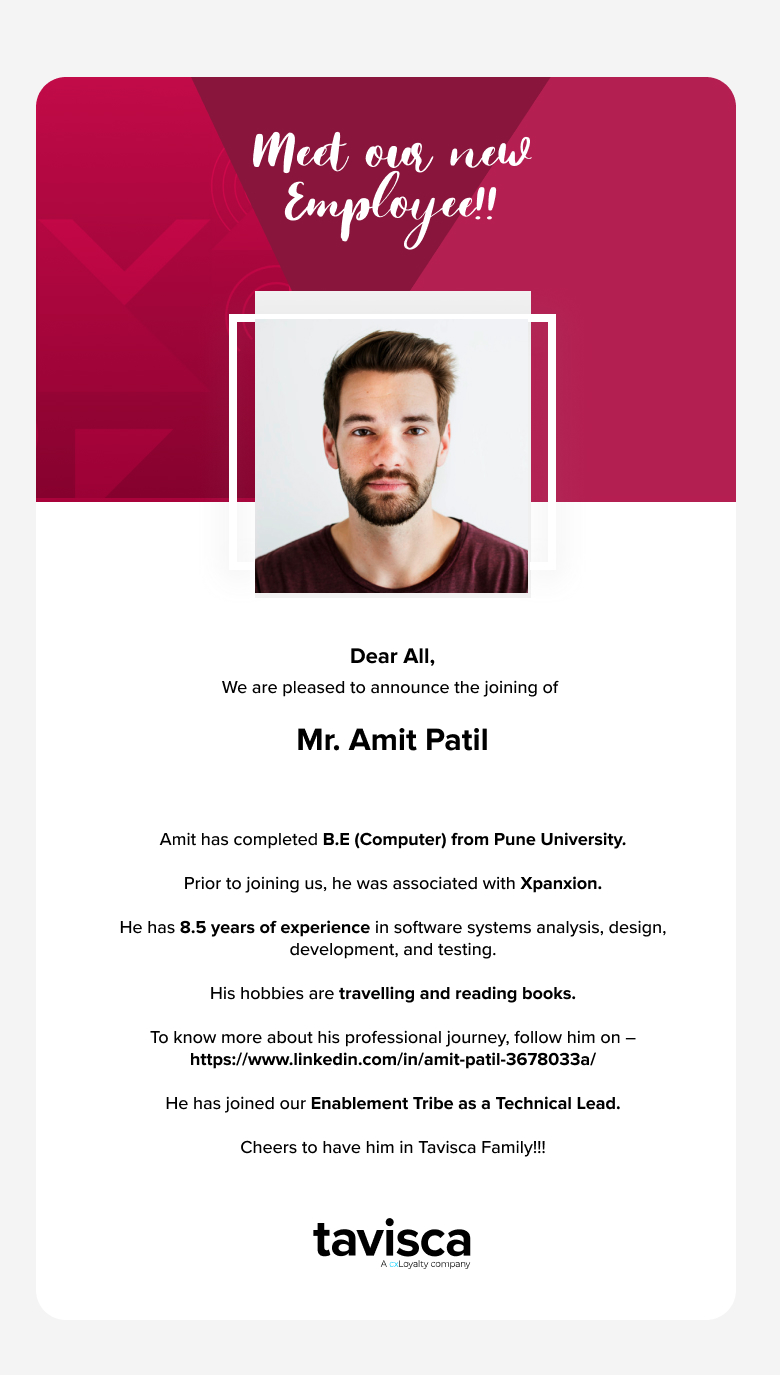 Meet our new
Employee!!
Dear All,
We are pleased to announce the joining of
Mr. Amit Patil
Amit has completed B.E (Computer) from Pune University.
Prior to joining us, he was associated with Xpanxion.
He has 8.5 years of experience in software systems analysis, design,
development, and testing.
His hobbies are travelling and reading books.
To know more about his professional journey, follow him on –
https://www.linkedin.com/in/amit-patil-3678033a/
He has joined our Enablement Tribe as a Technical Lead.
Cheers to have him in Tavisca Family!!!
tavisca
A cxLoyalty company